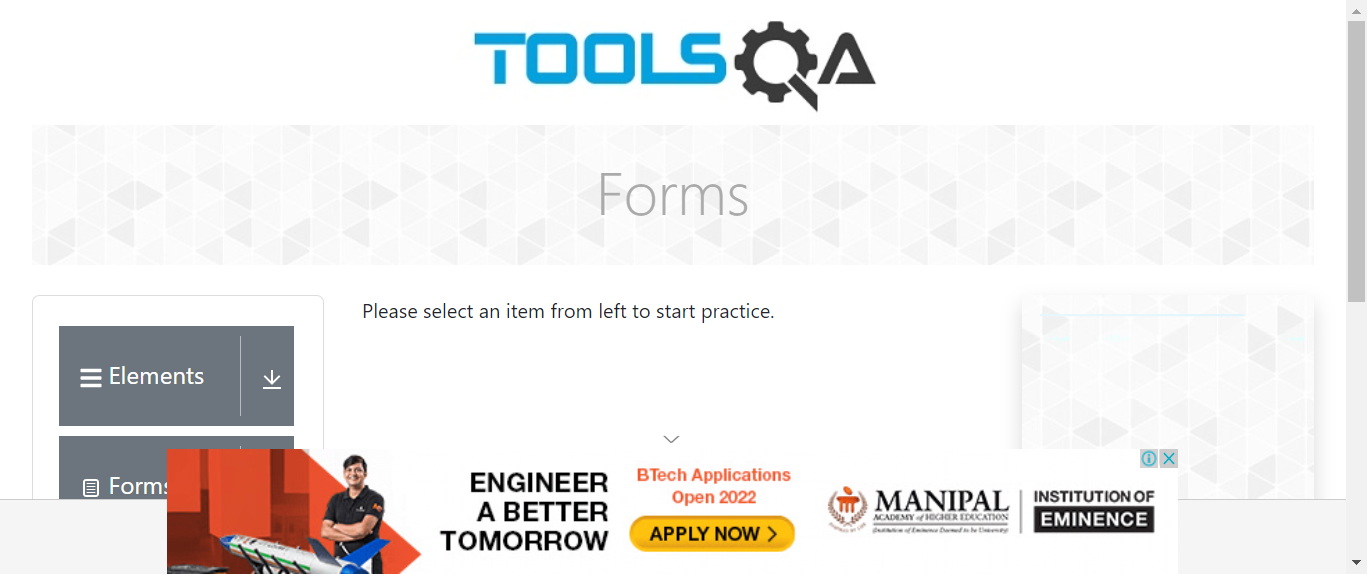 TOOLSQA
Forms
Please select an item from left to start practice.
Elements
Forms
ENGINEER
A BETTER
TOMORROW
BTech Applications
Open 2022
APPLY NOW >
MANIPAL
ACADEMY of HIGHER EDUCATION
(Institution of Eminence Deemed to be University)
INSTITUTION OF
EMINENCE